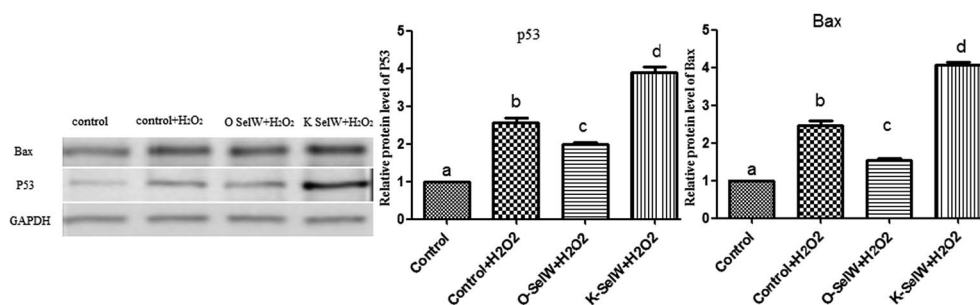 control
control+H₂O₂
O SelW+H₂O₂
K SelW+H₂O₂
Bax
P53
GAPDH
p53
Relative protein level of P53
5
4
3
2
1
0
a
b
c
d
Control
Control+H2O2
O-SelW+H2O2
K-SelW+H2O2
Bax
Relative protein level of Bax
5
4
3
2
1
0
a
b
c
d
Control
Control+H2O2
O-SelW+H2O2
K-SelW+H2O2